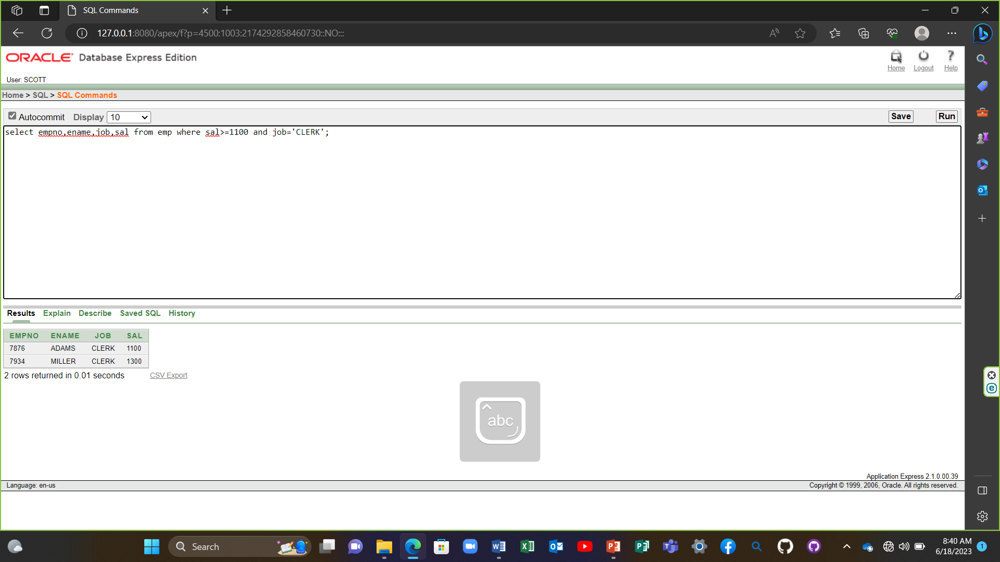 SQL Commands
127.0.0.1:8080/apex/f?p=4500:1003:2174292858460730::NO:::
ORACLE Database Express Edition
Home Logout Help
User: SCOTT
Home > SQL > SQL Commands
Autocommit Display 10 Save Run
select empno,ename,job,sal from emp where sal>=1100 and job='CLERK';
Results Explain Describe Saved SQL History
EMPNO ENAME JOB SAL
7876 ADAMS CLERK 1100
7934 MILLER CLERK 1300
2 rows returned in 0.01 seconds CSV Export
abc
Application Express 2.1.0.00.39
Language: en-us Copyright © 1999, 2006, Oracle. All rights reserved.
Search
8:40 AM
6/18/2023
1